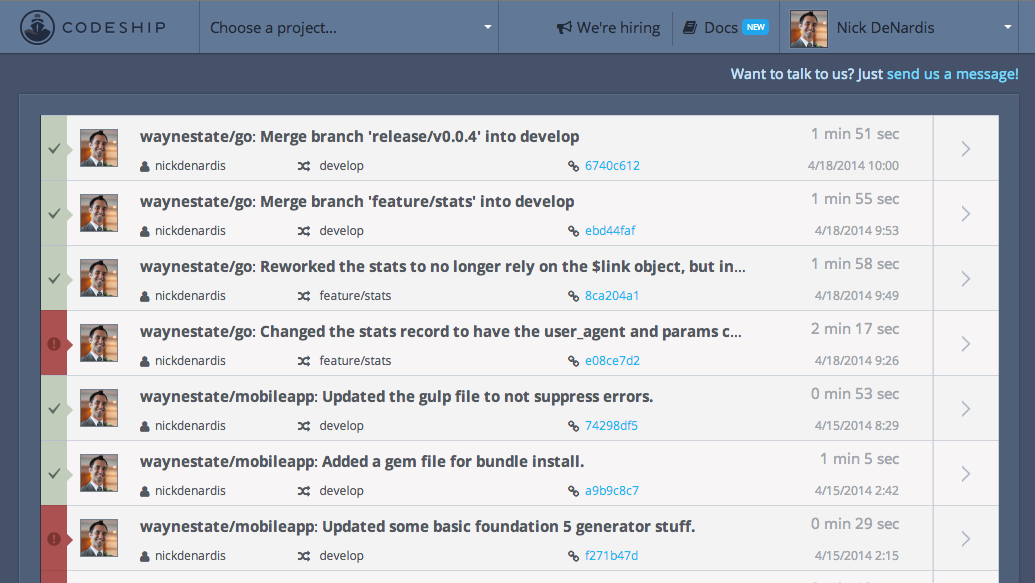 CODESHIP Choose a project... We're hiring Docs NEW Nick DeNardis
Want to talk to us? Just send us a message!
waynestate/go: Merge branch 'release/v0.0.4' into develop 1 min 51 sec
nickdenardis develop 6740c612 4/18/2014 10:00
waynestate/go: Merge branch 'feature/stats' into develop 1 min 55 sec
nickdenardis develop ebd44faf 4/18/2014 9:53
waynestate/go: Reworked the stats to no longer rely on the $link object, but in... 1 min 58 sec
nickdenardis feature/stats 8ca204a1 4/18/2014 9:49
waynestate/go: Changed the stats record to have the user_agent and params c... 2 min 17 sec
nickdenardis feature/stats e08ce7d2 4/18/2014 9:26
waynestate/mobileapp: Updated the gulp file to not suppress errors. 0 min 53 sec
nickdenardis develop 74298df5 4/15/2014 8:29
waynestate/mobileapp: Added a gem file for bundle install. 1 min 5 sec
nickdenardis develop a9b9c8c7 4/15/2014 2:42
waynestate/mobileapp: Updated some basic foundation 5 generator stuff. 0 min 29 sec
nickdenardis develop f271b47d 4/15/2014 2:15